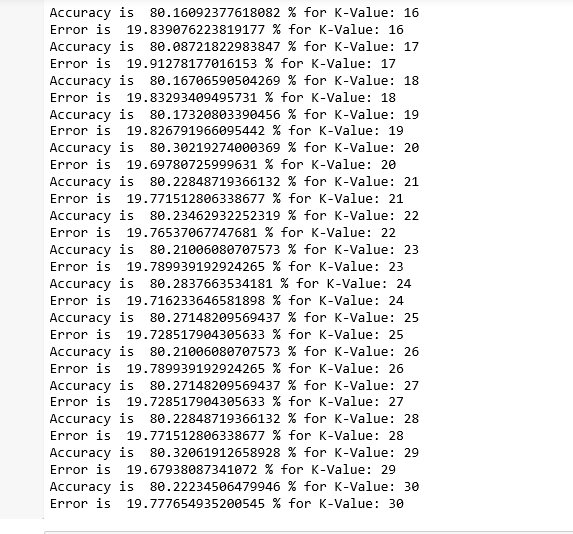 Accuracy is  80.16092377618082 % for K-Value: 16
Error is  19.839076223819177 % for K-Value: 16
Accuracy is  80.08721822983847 % for K-Value: 17
Error is  19.91278177016153 % for K-Value: 17
Accuracy is  80.16706590504269 % for K-Value: 18
Error is  19.83293409495731 % for K-Value: 18
Accuracy is  80.17320803390456 % for K-Value: 19
Error is  19.826791966095442 % for K-Value: 19
Accuracy is  80.30219274000369 % for K-Value: 20
Error is  19.69780725999631 % for K-Value: 20
Accuracy is  80.22848719366132 % for K-Value: 21
Error is  19.771512806338677 % for K-Value: 21
Accuracy is  80.23462932252319 % for K-Value: 22
Error is  19.76537067747681 % for K-Value: 22
Accuracy is  80.21006080707573 % for K-Value: 23
Error is  19.789939192924265 % for K-Value: 23
Accuracy is  80.2837663534181 % for K-Value: 24
Error is  19.716233646581898 % for K-Value: 24
Accuracy is  80.27148209569437 % for K-Value: 25
Error is  19.728517904305633 % for K-Value: 25
Accuracy is  80.21006080707573 % for K-Value: 26
Error is  19.789939192924265 % for K-Value: 26
Accuracy is  80.27148209569437 % for K-Value: 27
Error is  19.728517904305633 % for K-Value: 27
Accuracy is  80.22848719366132 % for K-Value: 28
Error is  19.771512806338677 % for K-Value: 28
Accuracy is  80.32061912658928 % for K-Value: 29
Error is  19.67938087341072 % for K-Value: 29
Accuracy is  80.22234506479946 % for K-Value: 30
Error is  19.777654935200545 % for K-Value: 30